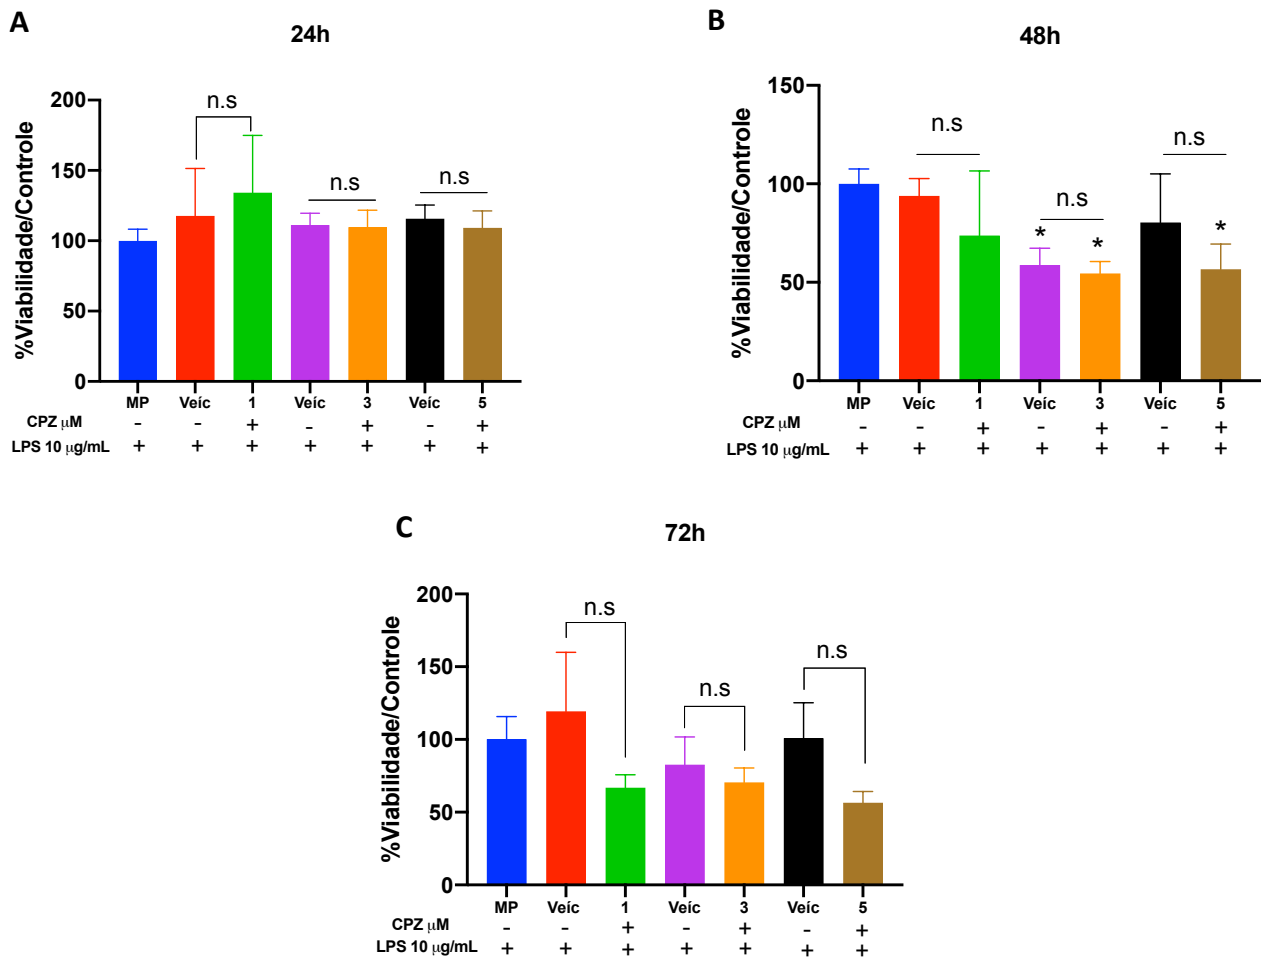 A
24h
%Viabilidade/Controle
200
150
100
50
0
n.s
n.s
n.s
MP Veíc 1 Veíc 3 Veíc 5
CPZ μM - - + - + - +
LPS 10 μg/mL + + + + + + +
B
48h
%Viabilidade/Controle
150
100
50
0
n.s
n.s
n.s
* * *
MP Veíc 1 Veíc 3 Veíc 5
CPZ μM - - + - + - +
LPS 10 μg/mL + + + + + + +
C
72h
%Viabilidade/Controle
200
150
100
50
0
n.s
n.s
n.s
MP Veíc 1 Veíc 3 Veíc 5
CPZ μM - - + - + - +
LPS 10 μg/mL + + + + + + +